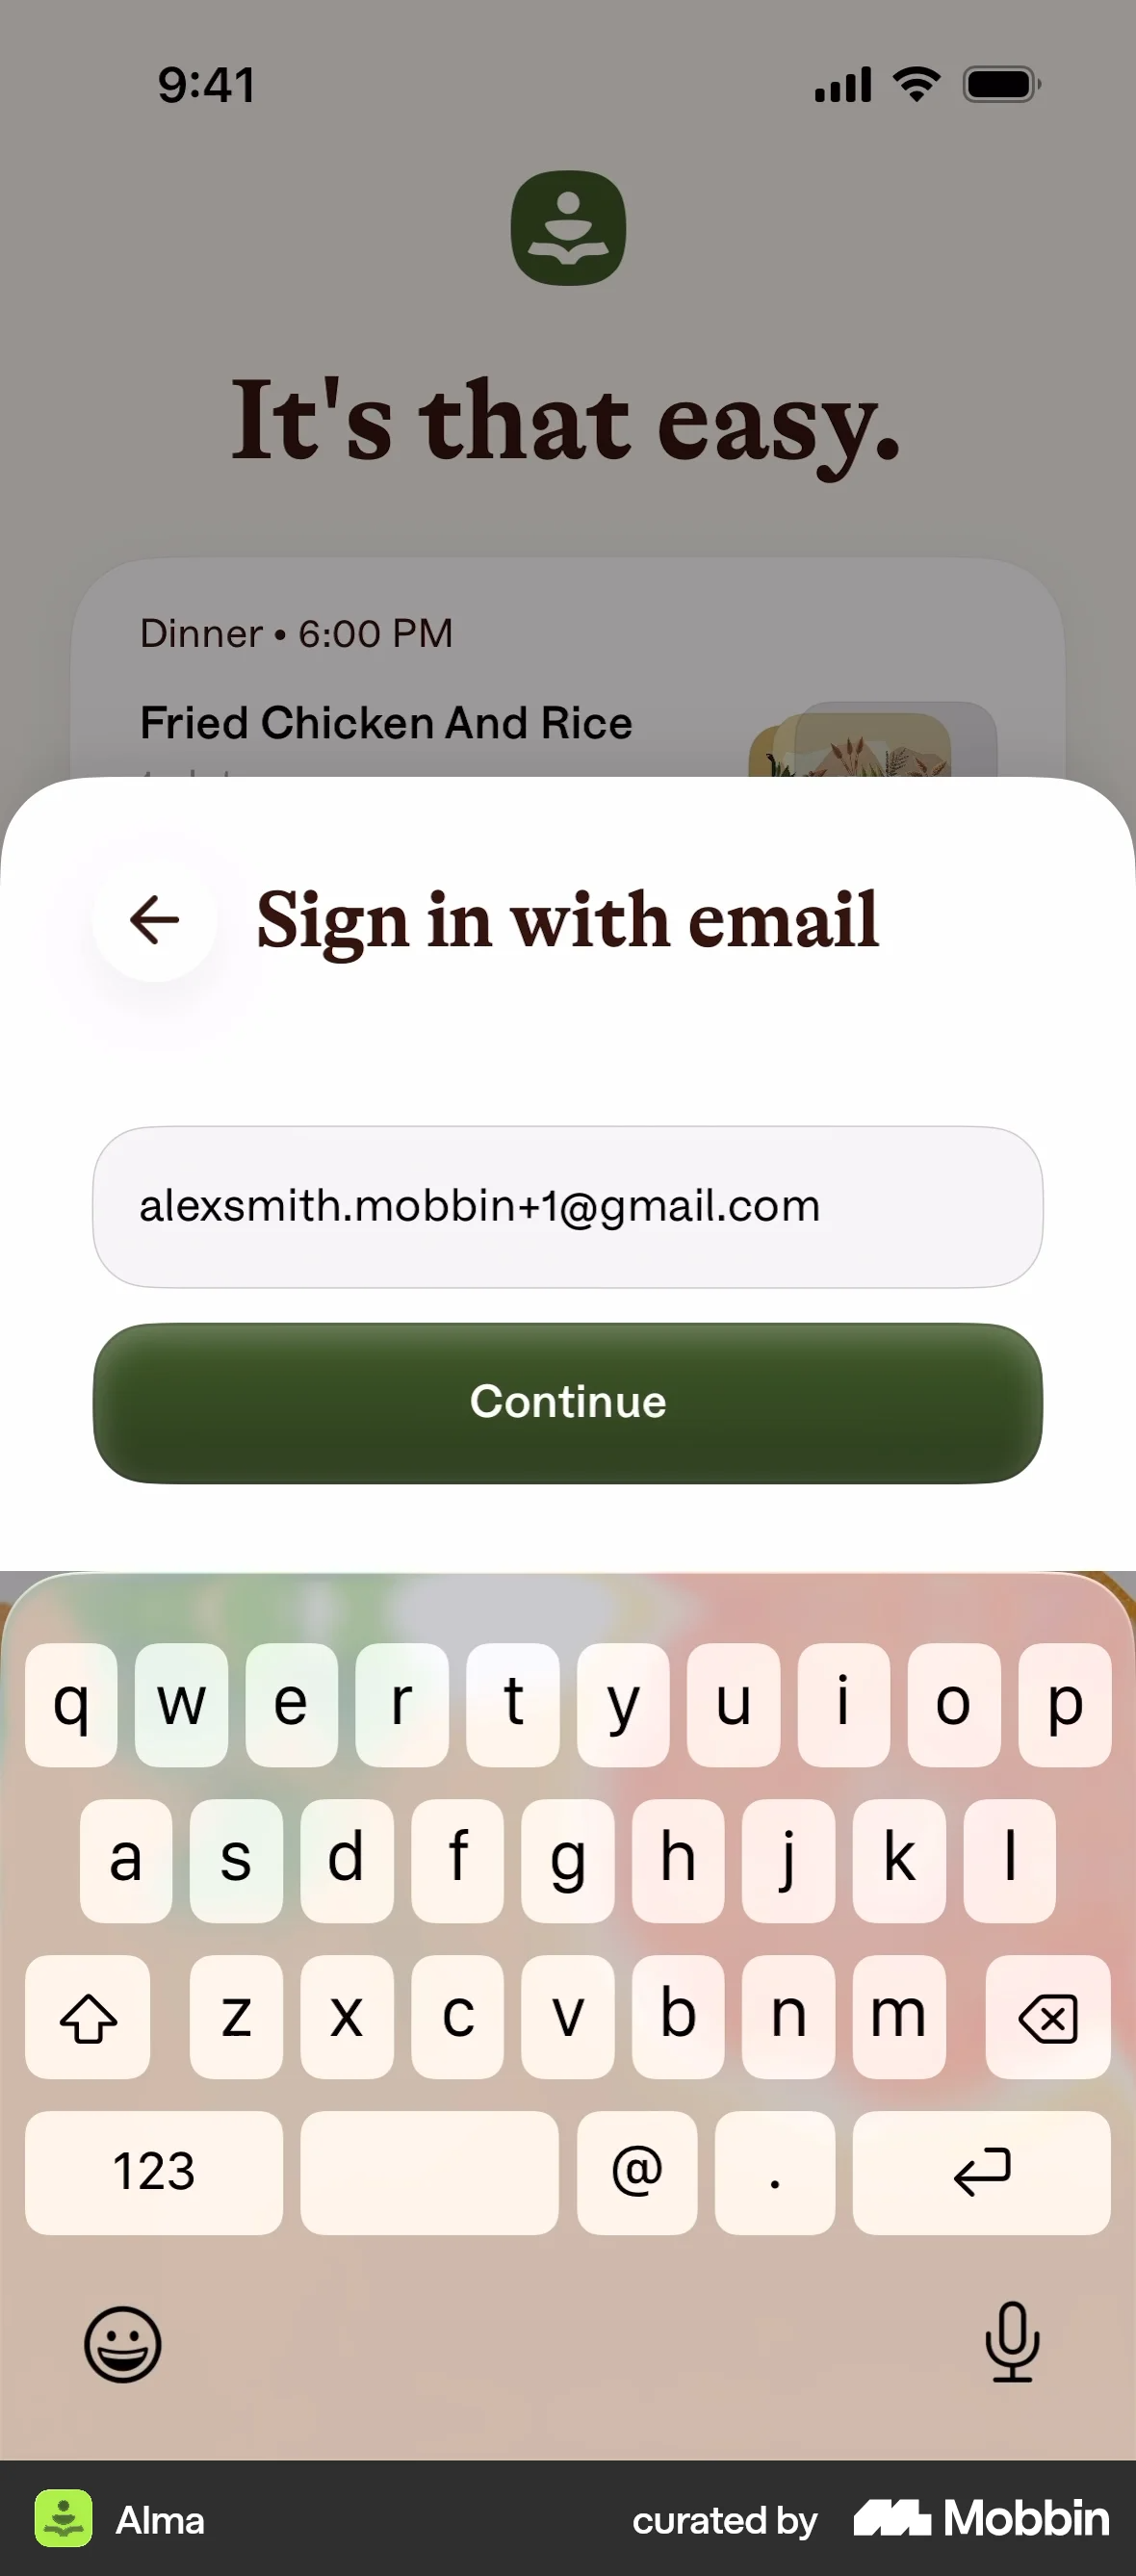 9:41
It's that easy.
Dinner • 6:00 PM
Fried Chicken And Rice
Sign in with email
alexsmith.mobbin+1@gmail.com
Continue
q w e r t y u i o p
a s d f g h j k l
z x c v b n m
123 @ .
Alma curated by Mobbin